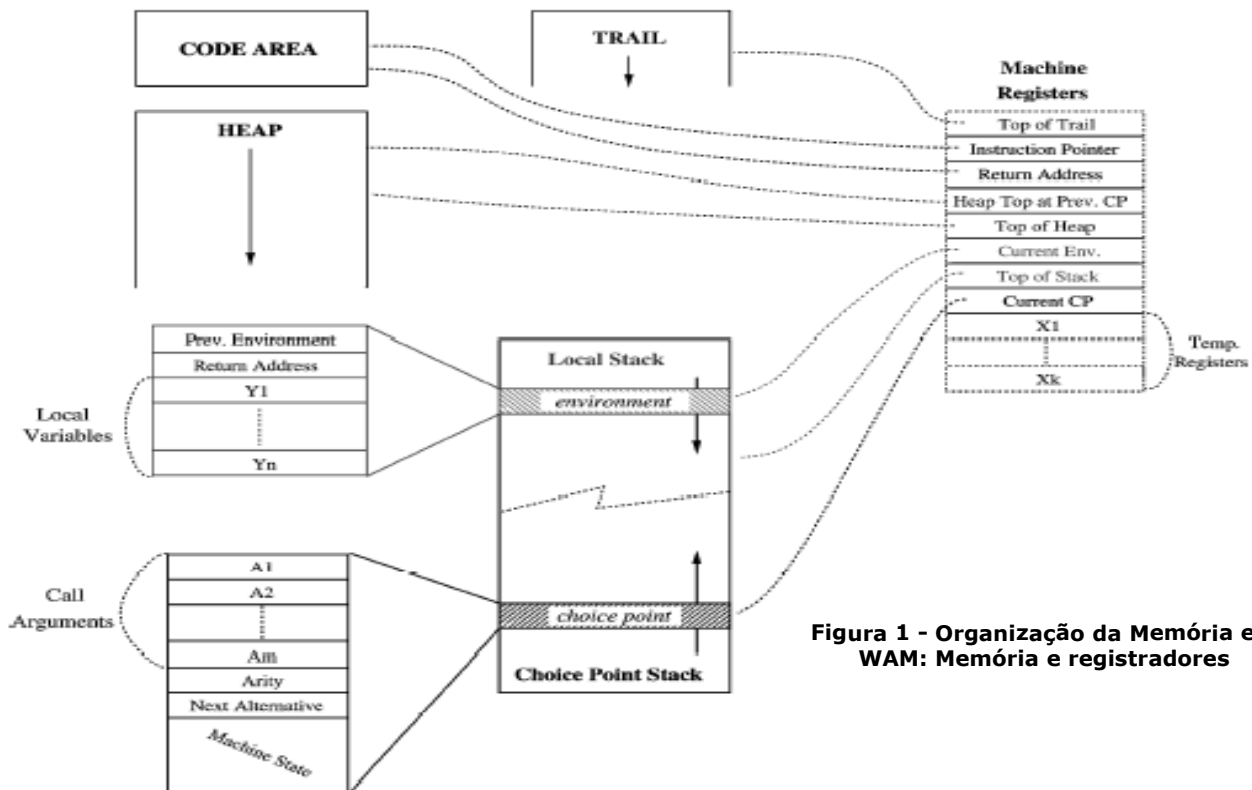 CODE AREA
TRAIL
HEAP
Machine
Registers
Top of Trail
Instruction Pointer
Return Address
Heap Top at Prev. CP
Top of Heap
Current Env.
Top of Stack
Current CP
X1
Xk
Temp.
Registers
Prev. Environment
Return Address
Y1
Yn
Local
Variables
Local Stack
environment
choice point
Choice Point Stack
A1
A2
Am
Arity
Next Alternative
Machine State
Call
Arguments
Figura 1 - Organização da Memória e
WAM: Memória e registradores